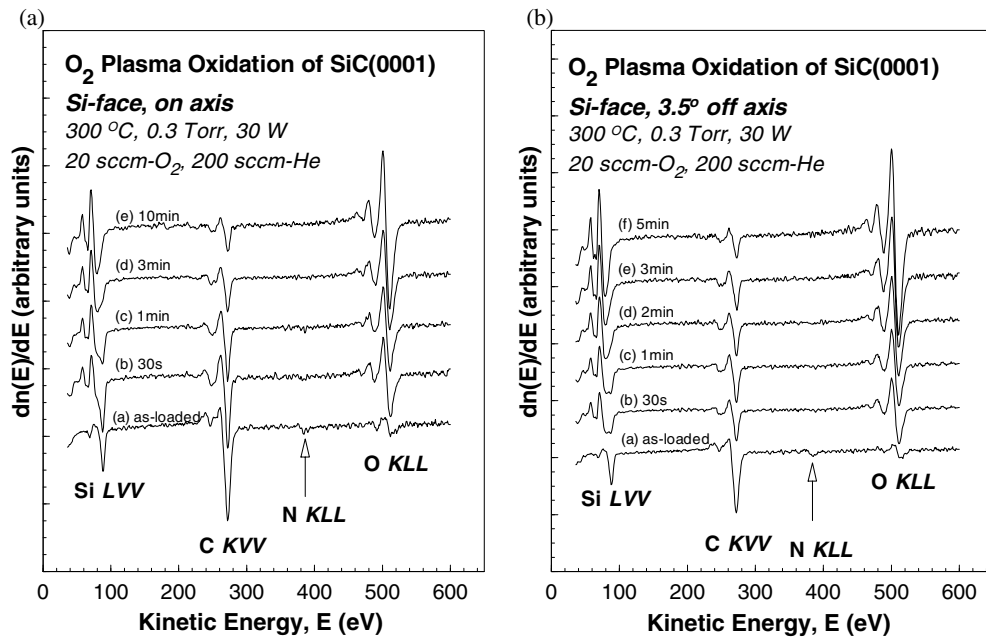 (a)
O2 Plasma Oxidation of SiC(0001)
Si-face, on axis
300 °C, 0.3 Torr, 30 W
20 sccm-O2, 200 sccm-He
(e) 10min
(d) 3min
(c) 1min
(b) 30s
(a) as-loaded
Si LVV
C KVV
N KLL
O KLL
dn(E)/dE (arbitrary units)
0 100 200 300 400 500 600
Kinetic Energy, E (eV)
(b)
O2 Plasma Oxidation of SiC(0001)
Si-face, 3.5° off axis
300 °C, 0.3 Torr, 30 W
20 sccm-O2, 200 sccm-He
(f) 5min
(e) 3min
(d) 2min
(c) 1min
(b) 30s
(a) as-loaded
Si LVV
C KVV
N KLL
O KLL
dn(E)/dE (arbitrary units)
0 100 200 300 400 500 600
Kinetic Energy, E (eV)